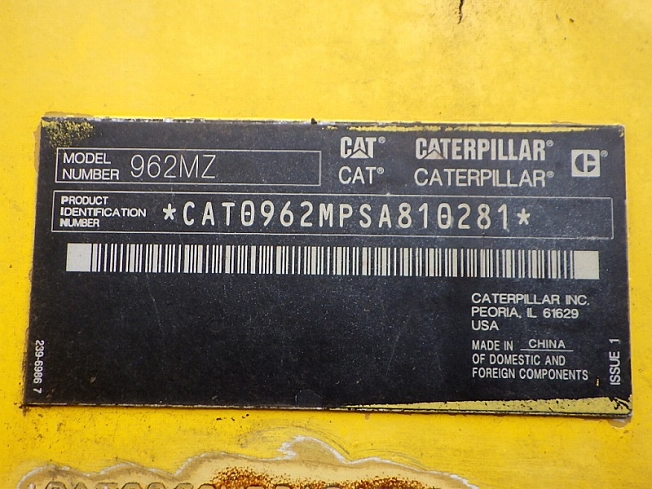 MODEL NUMBER 962MZ
CAT® CATERPILLAR®
CAT® CATERPILLAR®
PRODUCT IDENTIFICATION NUMBER *CAT0962MPSA810281*
CATERPILLAR INC.
PEORIA, IL 61629
USA
MADE IN CHINA
OF DOMESTIC AND
FOREIGN COMPONENTS
239-6986 7
ISSUE 1